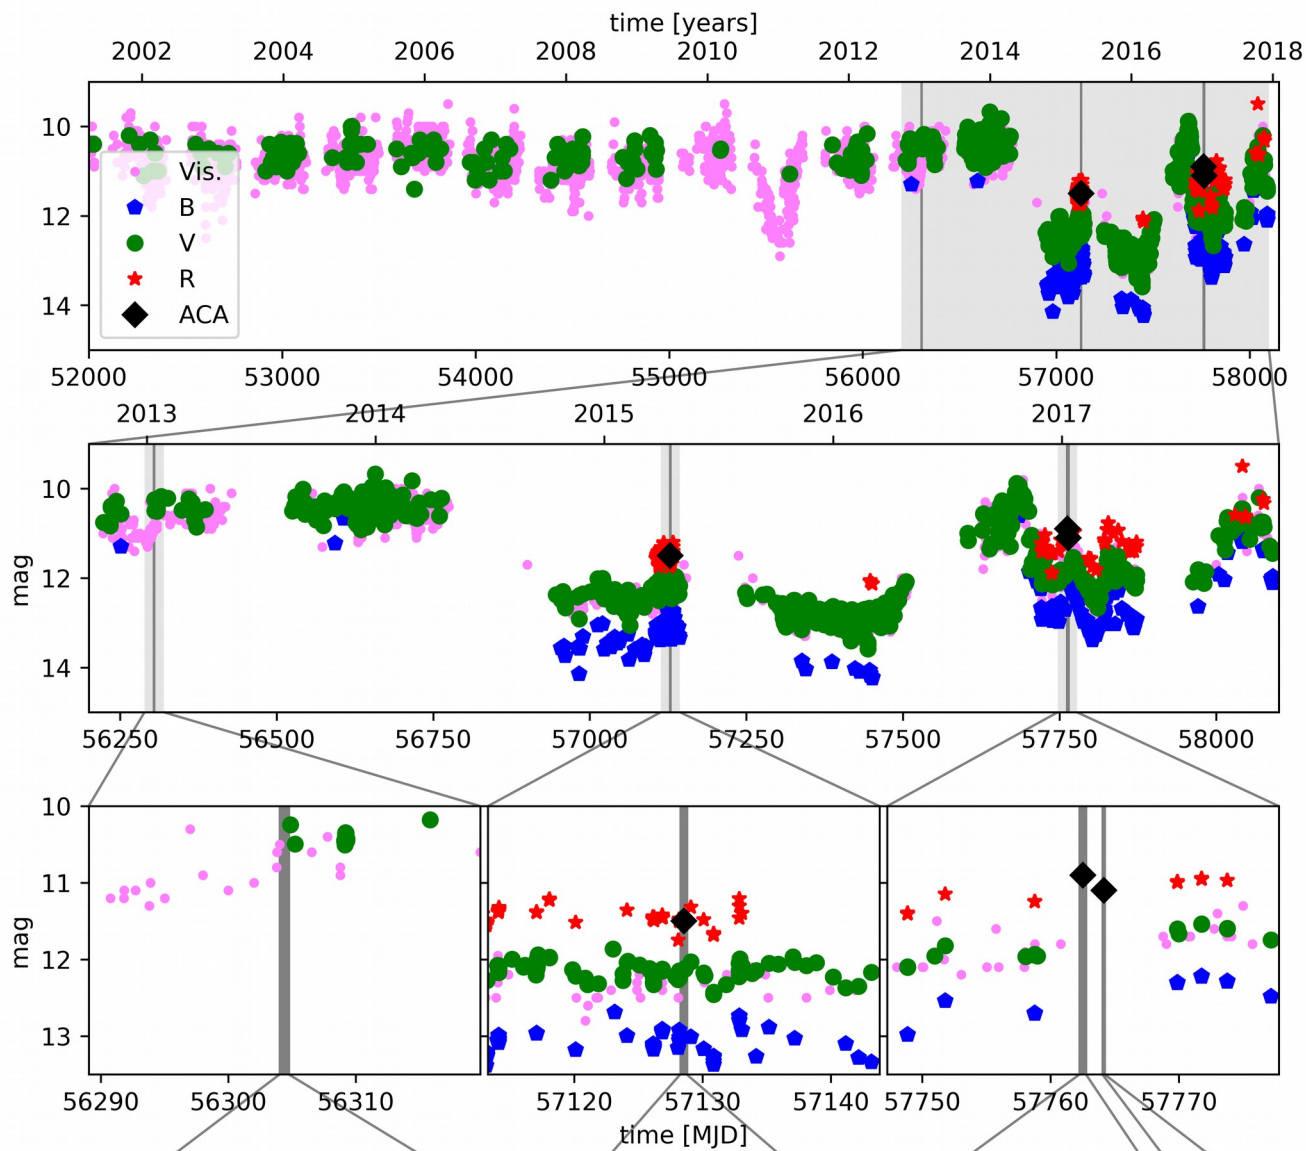 time [years]
2002 2004 2006 2008 2010 2012 2014 2016 2018
10
Vis.
B
12
V
R
14
ACA
52000 53000 54000 55000 56000 57000 58000
2013 2014 2015 2016 2017
10
mag
12
14
56250 56500 56750 57000 57250 57500 57750 58000
10
11
mag
12
13
56290 56300 56310 57120 57130 57140 57750 57760 57770
time [MJD]